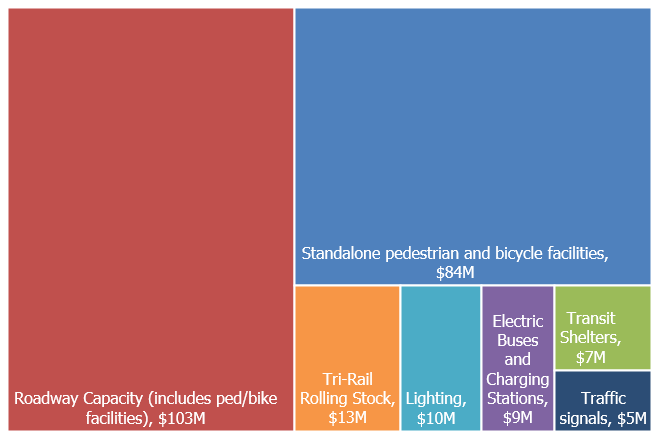 Standalone pedestrian and bicycle facilities,
$84M
Roadway Capacity (includes ped/bike
facilities), $103M
Tri-Rail
Rolling Stock,
$13M
Lighting,
$10M
Electric
Buses
and
Charging
Stations,
$9M
Transit
Shelters,
$7M
Traffic
signals, $5M